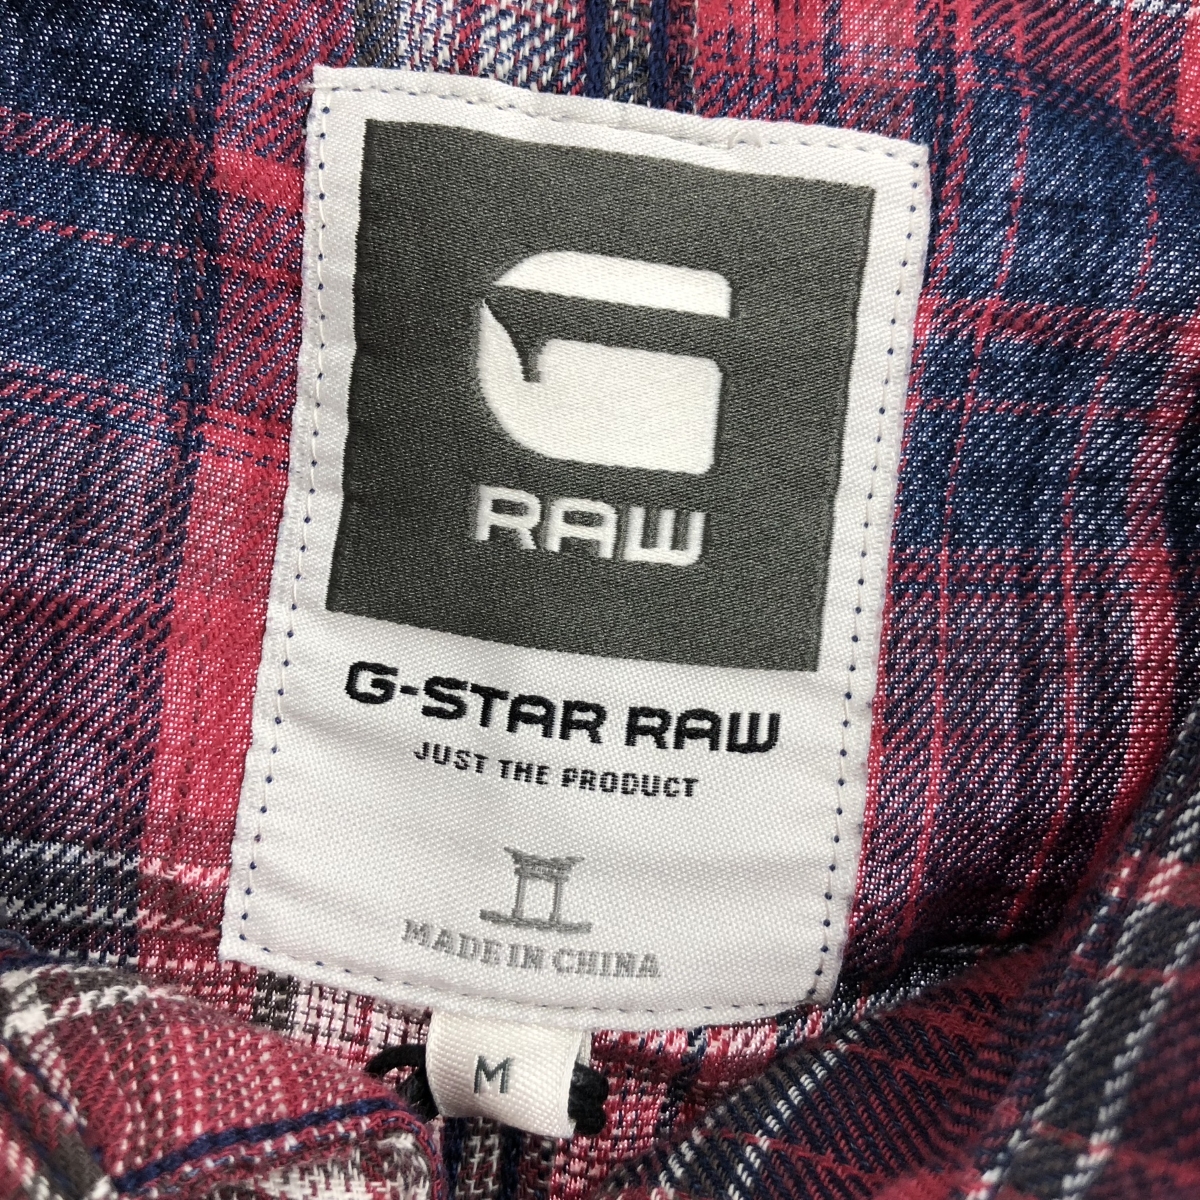 RAW
G-STAR RAW
JUST THE PRODUCT
MADE IN CHINA
M